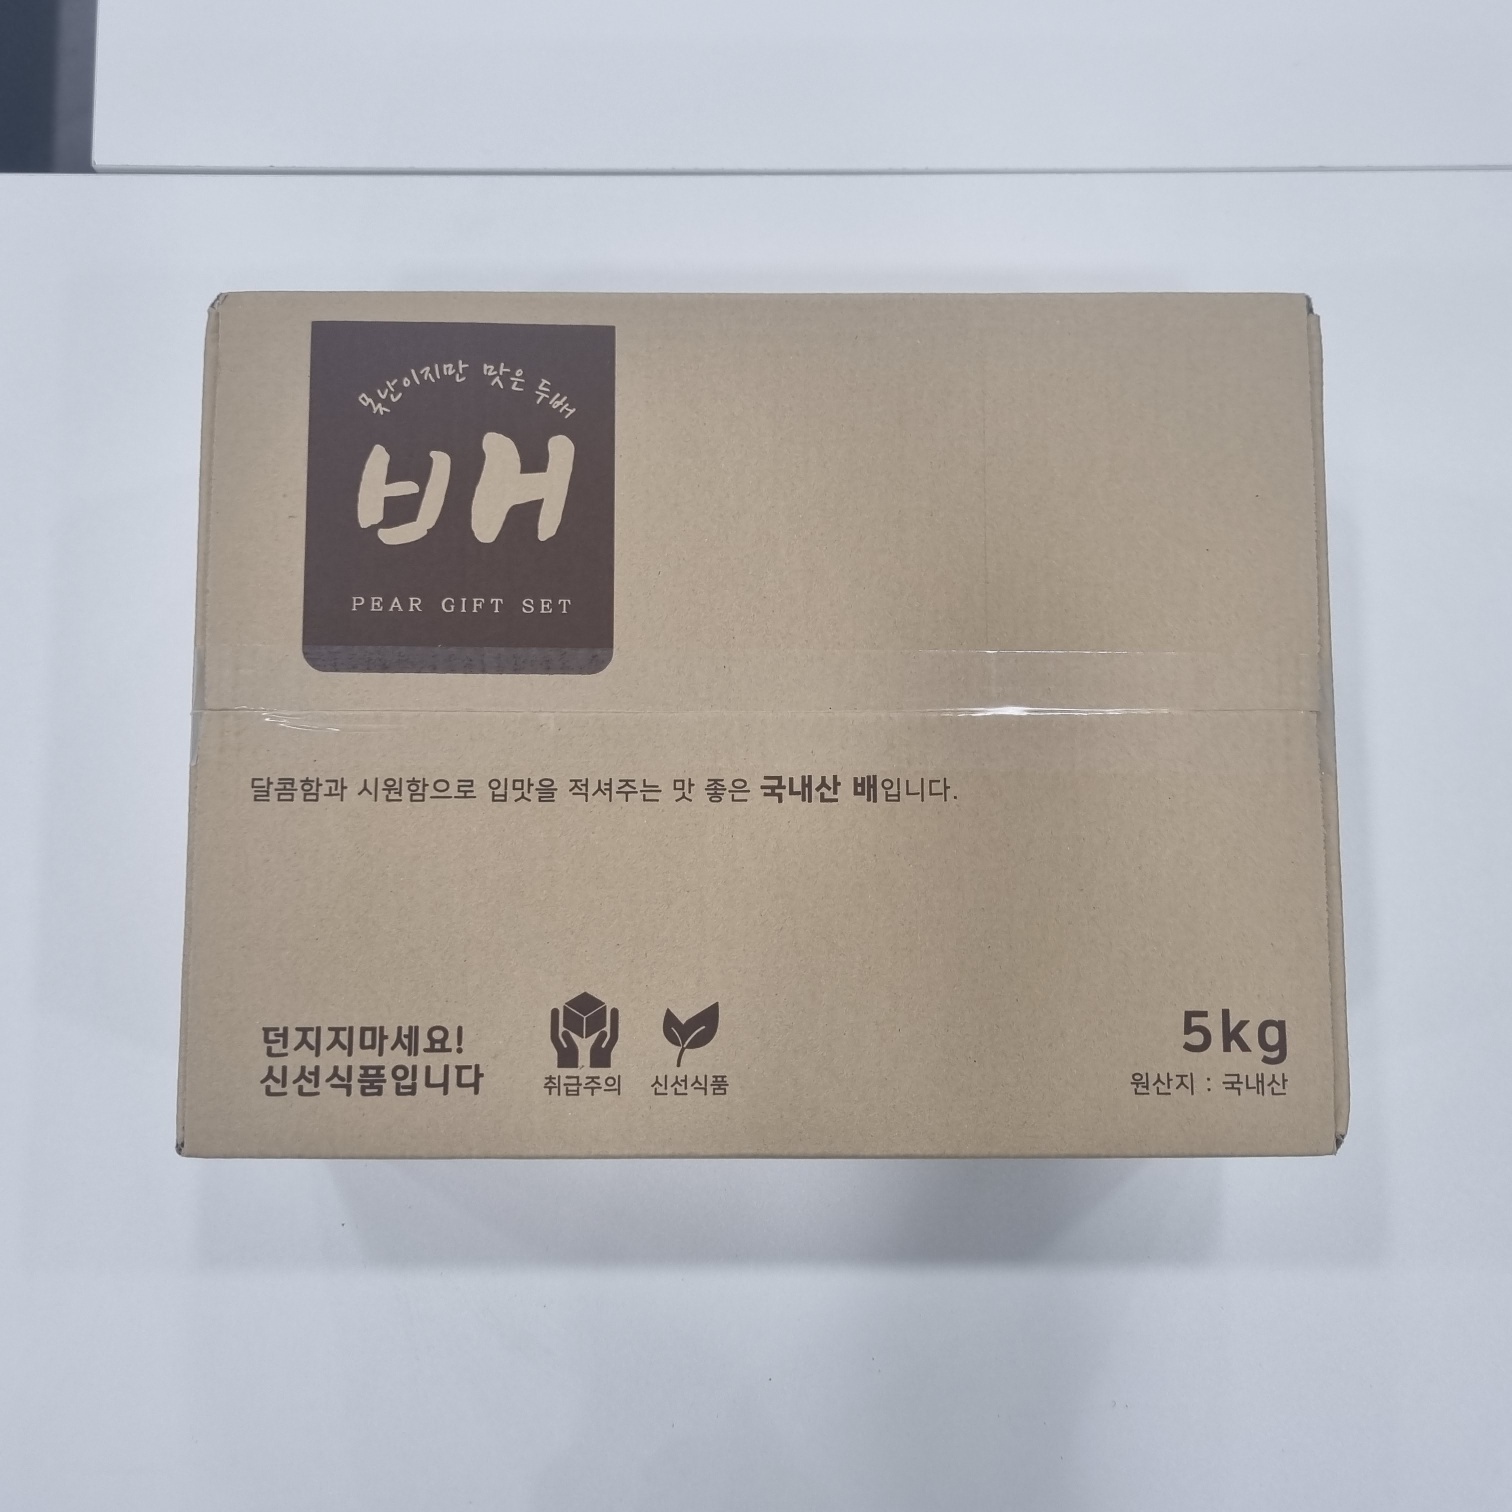 못난이지만 맛은 두배
배
PEAR GIFT SET
달콤함과 시원함으로 입맛을 적셔주는 맛 좋은 국내산 배입니다.
던지지마세요!
신선식품입니다
취급주의
신선식품
5kg
원산지 : 국내산